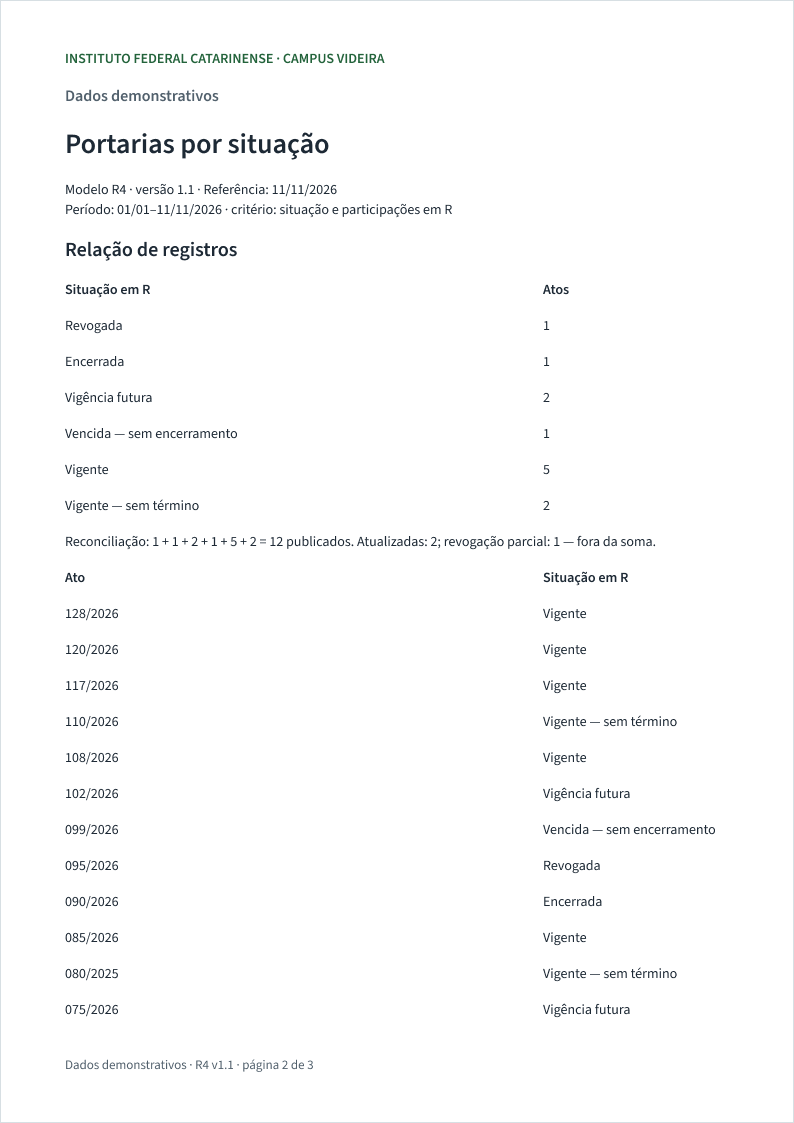 INSTITUTO FEDERAL CATARINENSE · CAMPUS VIDEIRA
Dados demonstrativos
Portarias por situação
Modelo R4 · versão 1.1 · Referência: 11/11/2026
Período: 01/01–11/11/2026 · critério: situação e participações em R
Relação de registros
Situação em R Atos
Revogada 1
Encerrada 1
Vigência futura 2
Vencida — sem encerramento 1
Vigente 5
Vigente — sem término 2
Reconciliação: 1 + 1 + 2 + 1 + 5 + 2 = 12 publicados. Atualizadas: 2; revogação parcial: 1 — fora da soma.
Ato Situação em R
128/2026 Vigente
120/2026 Vigente
117/2026 Vigente
110/2026 Vigente — sem término
108/2026 Vigente
102/2026 Vigência futura
099/2026 Vencida — sem encerramento
095/2026 Revogada
090/2026 Encerrada
085/2026 Vigente
080/2025 Vigente — sem término
075/2026 Vigência futura
Dados demonstrativos · R4 v1.1 · página 2 de 3